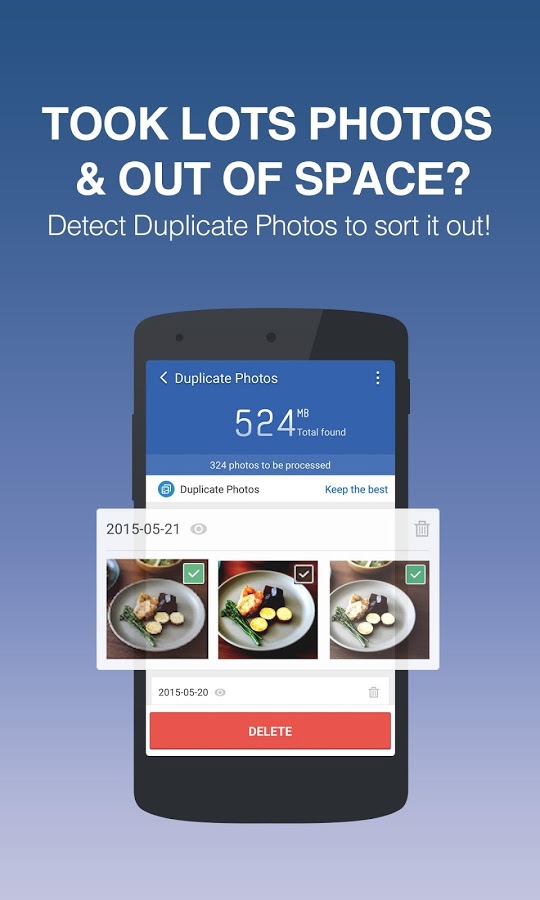 TOOK LOTS PHOTOS
& OUT OF SPACE?
Detect Duplicate Photos to sort it out!
Duplicate Photos
524 MB
Total found
324 photos to be processed
Duplicate Photos Keep the best
2015-05-21
2015-05-20
DELETE